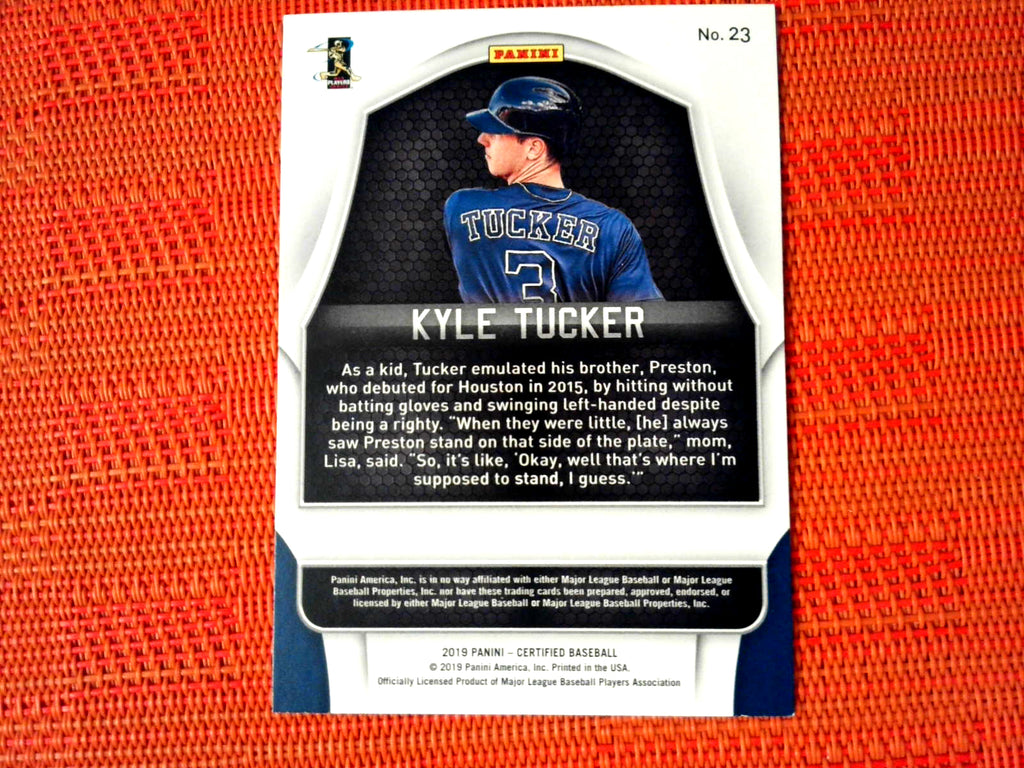 No. 23
PLAYERS
PANINI
TUCKER
3
KYLE TUCKER
As a kid, Tucker emulated his brother, Preston,
who debuted for Houston in 2015, by hitting without
batting gloves and swinging left-handed despite
being a righty. “When they were little, [he] always
saw Preston stand on that side of the plate,” mom,
Lisa, said. “So, it's like, ‘Okay, well that's where I'm
supposed to stand, I guess.’”
Panini America, Inc. is in no way affiliated with either Major League Baseball or Major League
Baseball Properties, Inc. nor have these trading cards been prepared, approved, endorsed, or
licensed by either Major League Baseball or Major League Baseball Properties, Inc.
2019 PANINI – CERTIFIED BASEBALL
© 2019 Panini America, Inc. Printed in the USA.
Officially Licensed Product of Major League Baseball Players Association